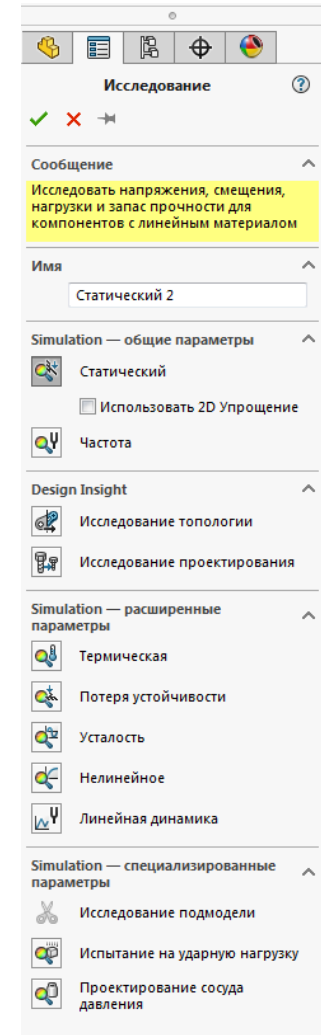 Исследование
?
Сообщение
Исследовать напряжения, смещения,
нагрузки и запас прочности для
компонентов с линейным материалом
Имя
Статический 2
Simulation — общие параметры
Статический
Использовать 2D Упрощение
Частота
Design Insight
Исследование топологии
Исследование проектирования
Simulation — расширенные
параметры
Термическая
Потеря устойчивости
Усталость
Нелинейное
Линейная динамика
Simulation — специализированные
параметры
Исследование подмодели
Испытание на ударную нагрузку
Проектирование сосуда
давления